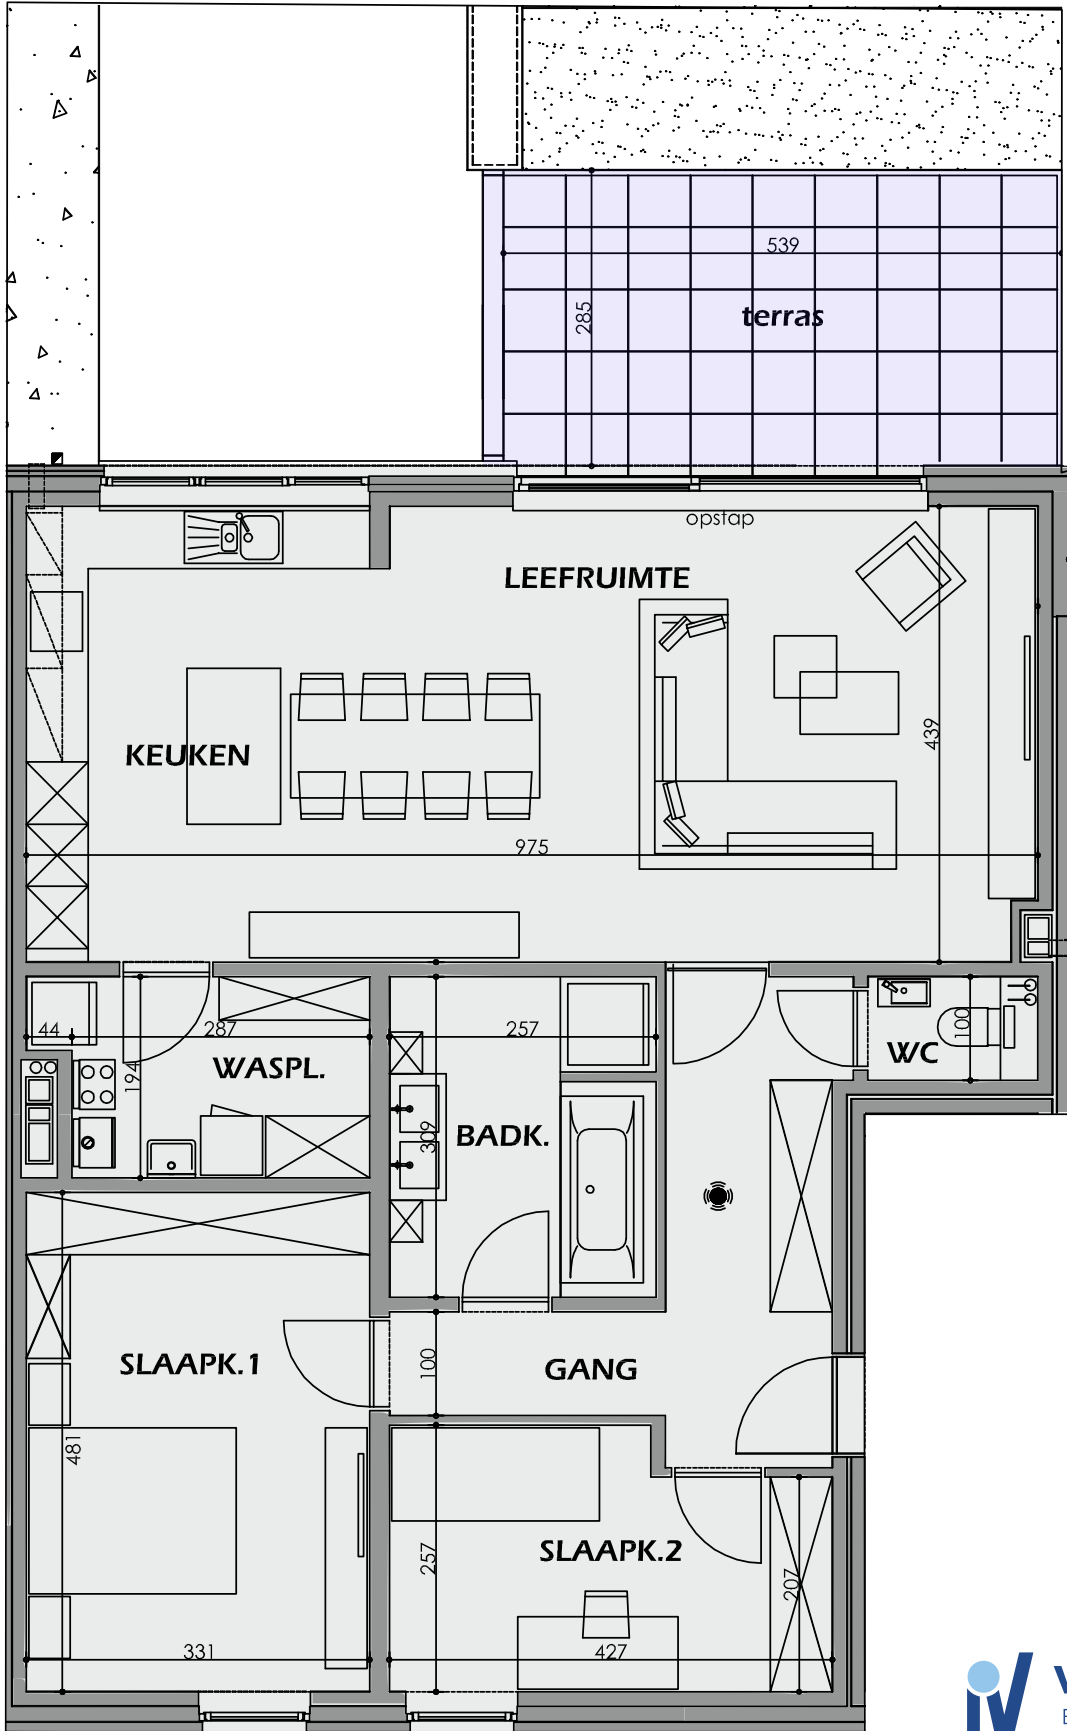 539
285
terras
opstap
LEEFRUIMTE
439
KEUKEN
975
44
287
257
100
194
WASPL.
WC
309
BADK.
SLAAPK.1
100
GANG
481
257
SLAAPK.2
207
331
427